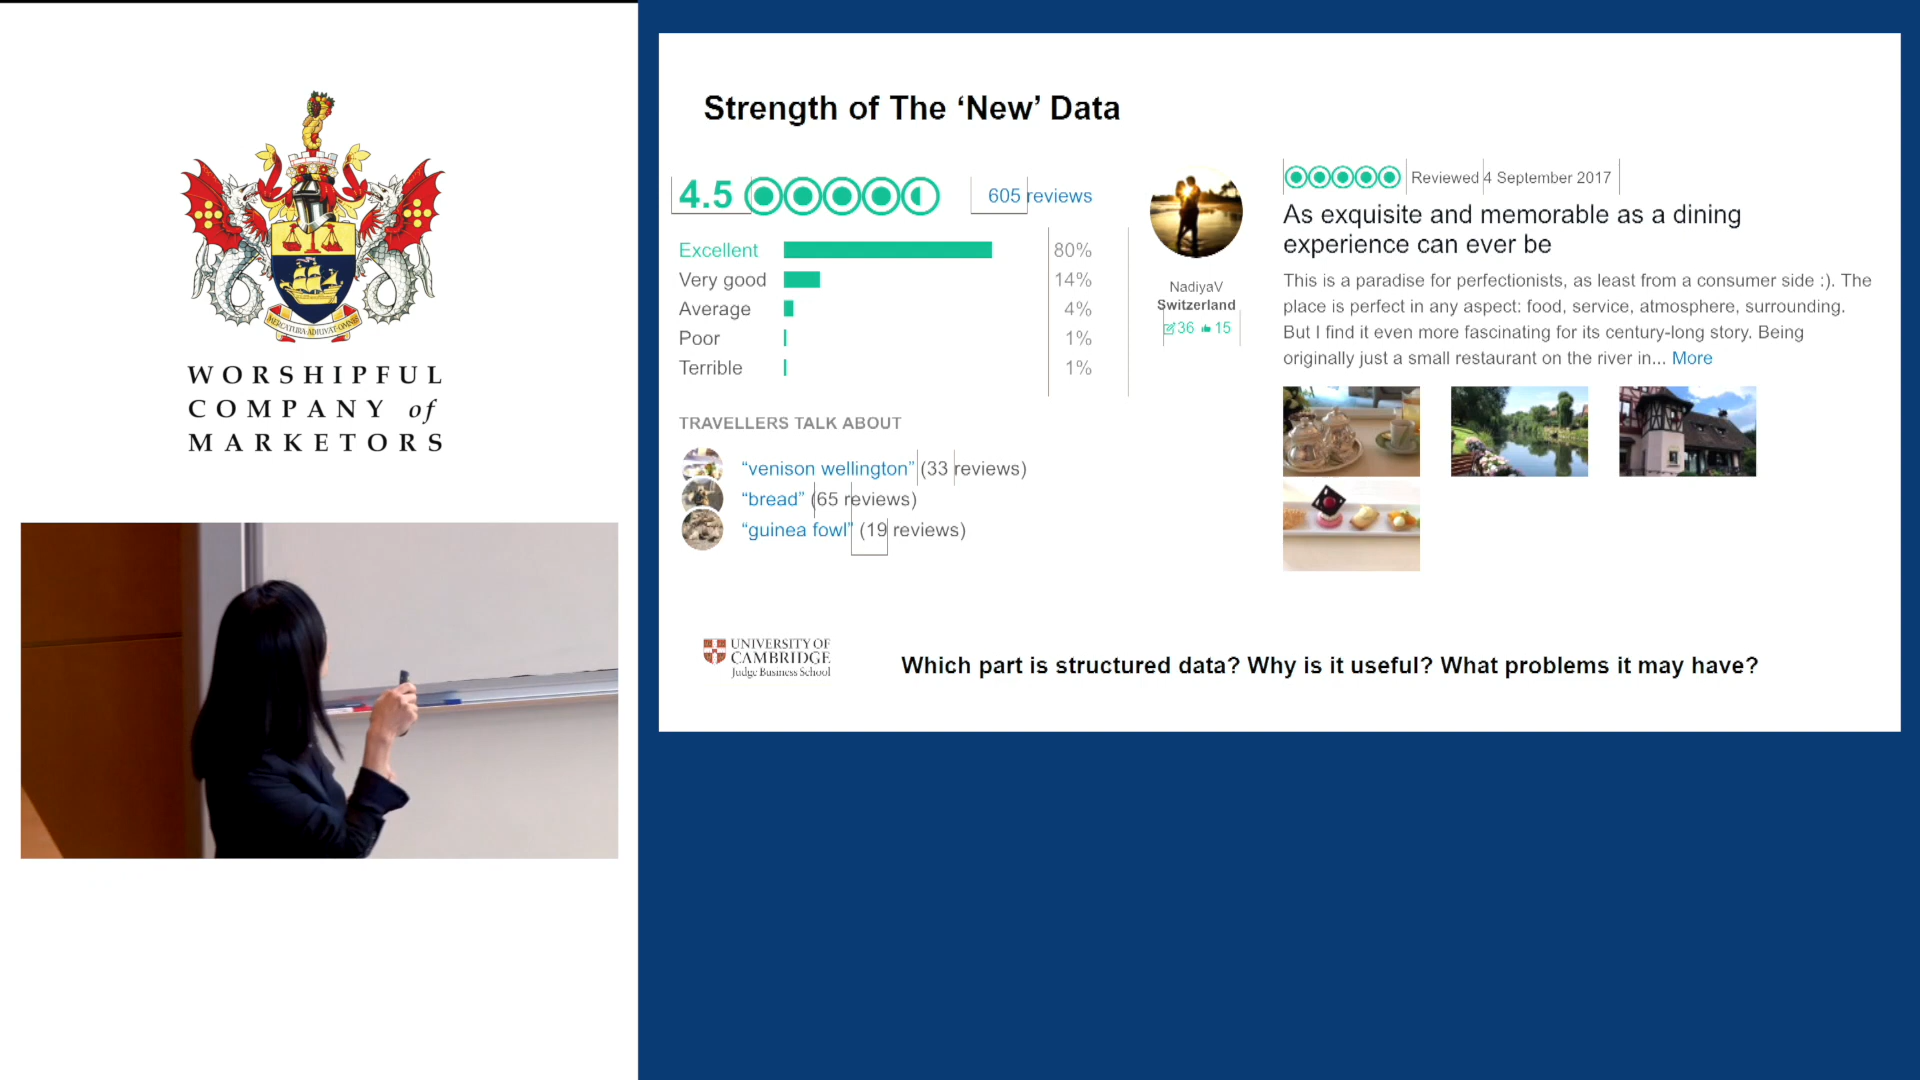 MERCATURA ADIUVAT OMNES
WORSHIPFUL
COMPANY of
MARKETORS
Strength of The ‘New’ Data
4.5
605 reviews
Excellent 80%
Very good 14%
Average 4%
Poor 1%
Terrible 1%
TRAVELLERS TALK ABOUT
“venison wellington” (33 reviews)
“bread” (65 reviews)
“guinea fowl” (19 reviews)
NadiyaV
Switzerland
36 15
Reviewed 4 September 2017
As exquisite and memorable as a dining
experience can ever be
This is a paradise for perfectionists, as least from a consumer side :). The
place is perfect in any aspect: food, service, atmosphere, surrounding.
But I find it even more fascinating for its century-long story. Being
originally just a small restaurant on the river in... More
UNIVERSITY OF
CAMBRIDGE
Judge Business School
Which part is structured data? Why is it useful? What problems it may have?